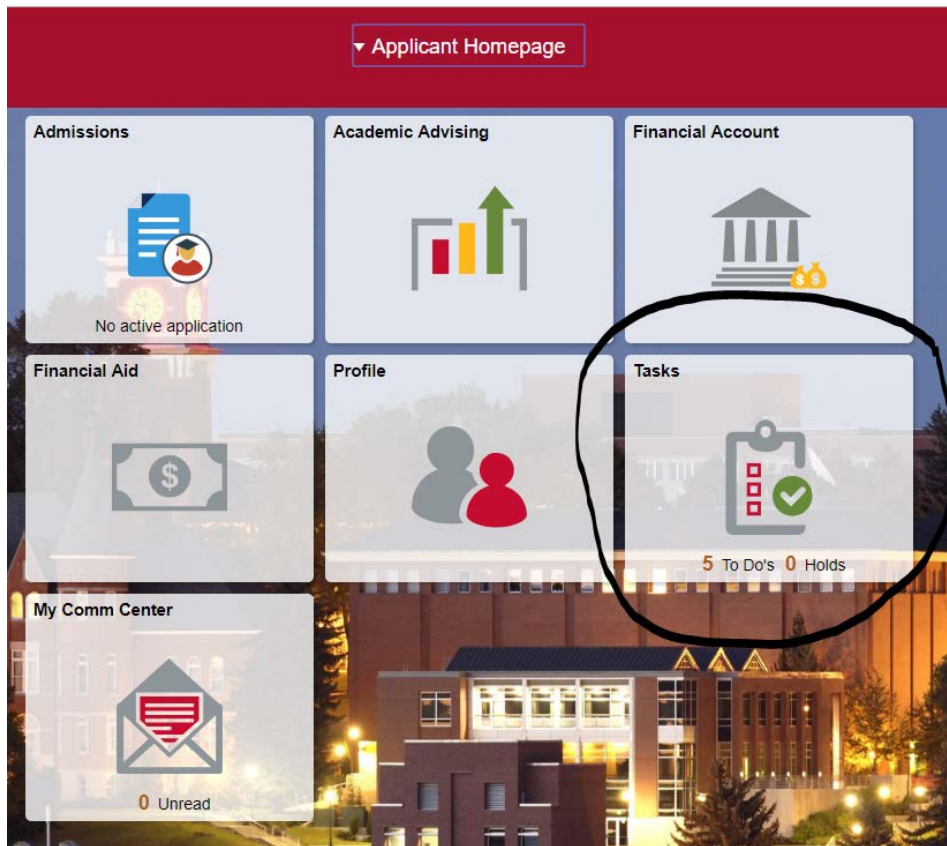 Applicant Homepage
Admissions
Academic Advising
Financial Account
No active application
Financial Aid
Profile
Tasks
5 To Do's 0 Holds
My Comm Center
0 Unread